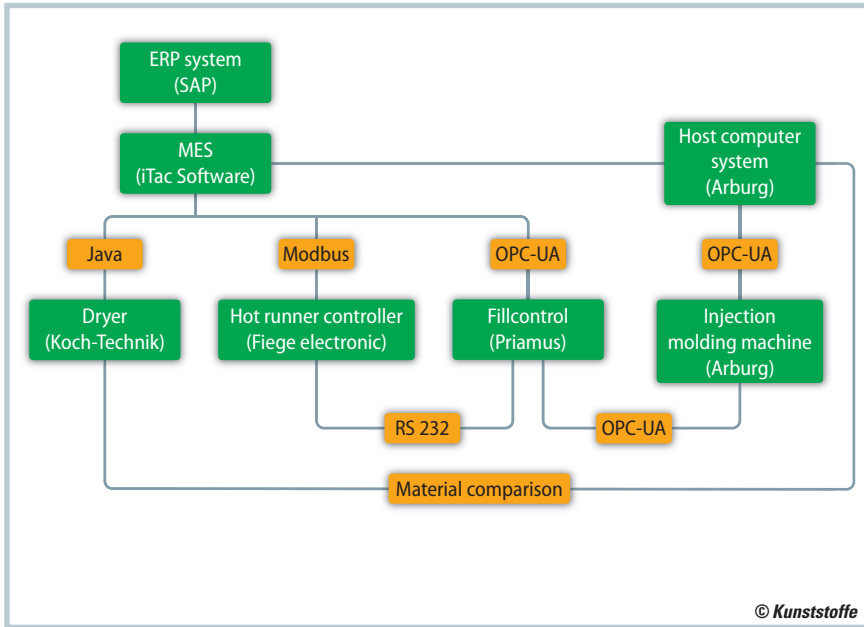 ERP system
(SAP)
MES
(iTac Software)
Host computer
system
(Arburg)
Java
Modbus
OPC-UA
OPC-UA
Dryer
(Koch-Technik)
Hot runner controller
(Fiege electronic)
Fillcontrol
(Priamus)
Injection
molding machine
(Arburg)
RS 232
OPC-UA
Material comparison
© Kunststoffe